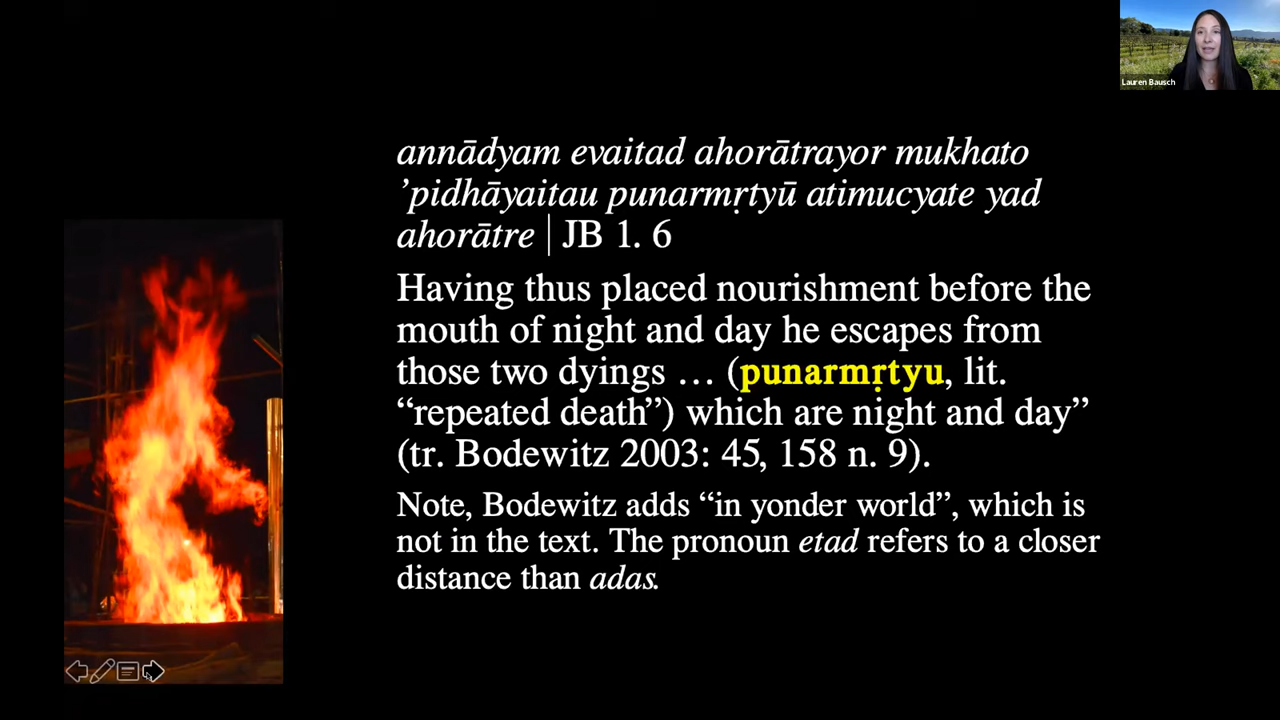 Lauren Bausch
annādyam evaitad ahorātrayor mukhato
’pidhāyaitau punarmṛtyū atimucyate yad
ahorātre | JB 1. 6
Having thus placed nourishment before the
mouth of night and day he escapes from
those two dyings … (punarmṛtyu, lit.
“repeated death”) which are night and day”
(tr. Bodewitz 2003: 45, 158 n. 9).
Note, Bodewitz adds “in yonder world”, which is
not in the text. The pronoun etad refers to a closer
distance than adas.